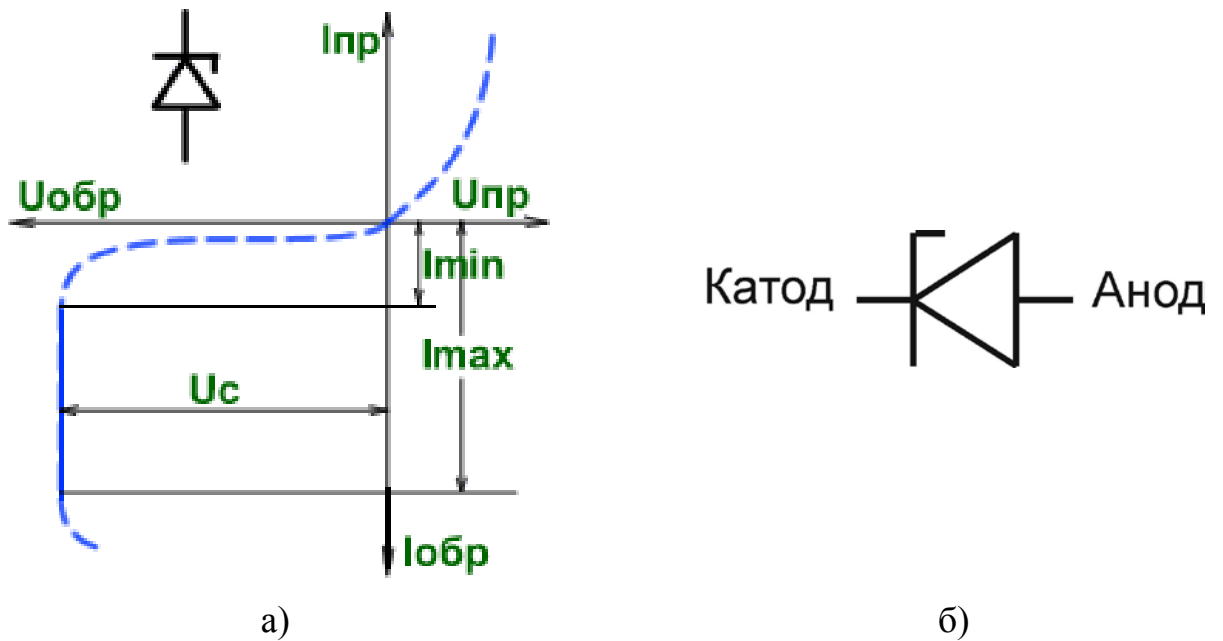 Iпр
Uобр
Uпр
Imin
Imax
Uc
Iобр
Катод
Анод
а)
б)